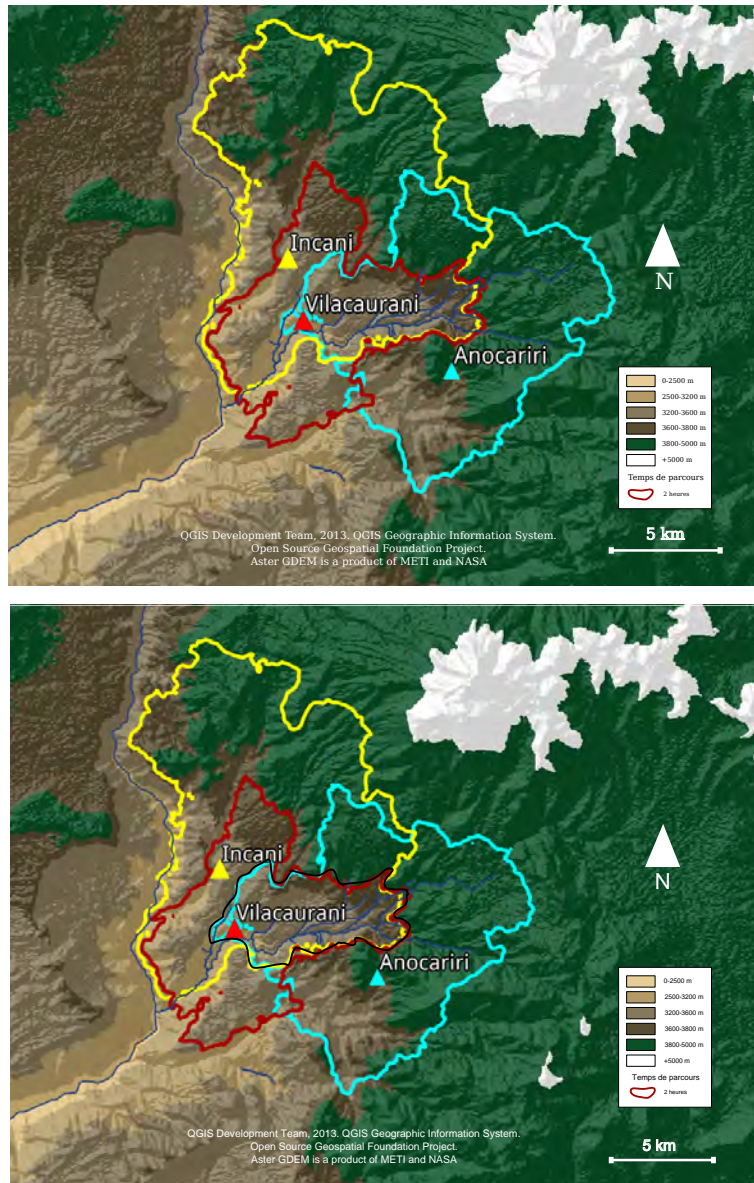 Incani
Vilacaurani
Anocariri
N
0-2500 m
2500-3200 m
3200-3600 m
3600-3800 m
3800-5000 m
+5000 m
Temps de parcours
2 heures
5 km
QGIS Development Team, 2013. QGIS Geographic Information System.
Open Source Geospatial Foundation Project.
Aster GDEM is a product of METI and NASA
Incani
Vilacaurani
Anocariri
N
0-2500 m
2500-3200 m
3200-3600 m
3600-3800 m
3800-5000 m
+5000 m
Temps de parcours
2 heures
5 km
QGIS Development Team, 2013. QGIS Geographic Information System.
Open Source Geospatial Foundation Project.
Aster GDEM is a product of METI and NASA